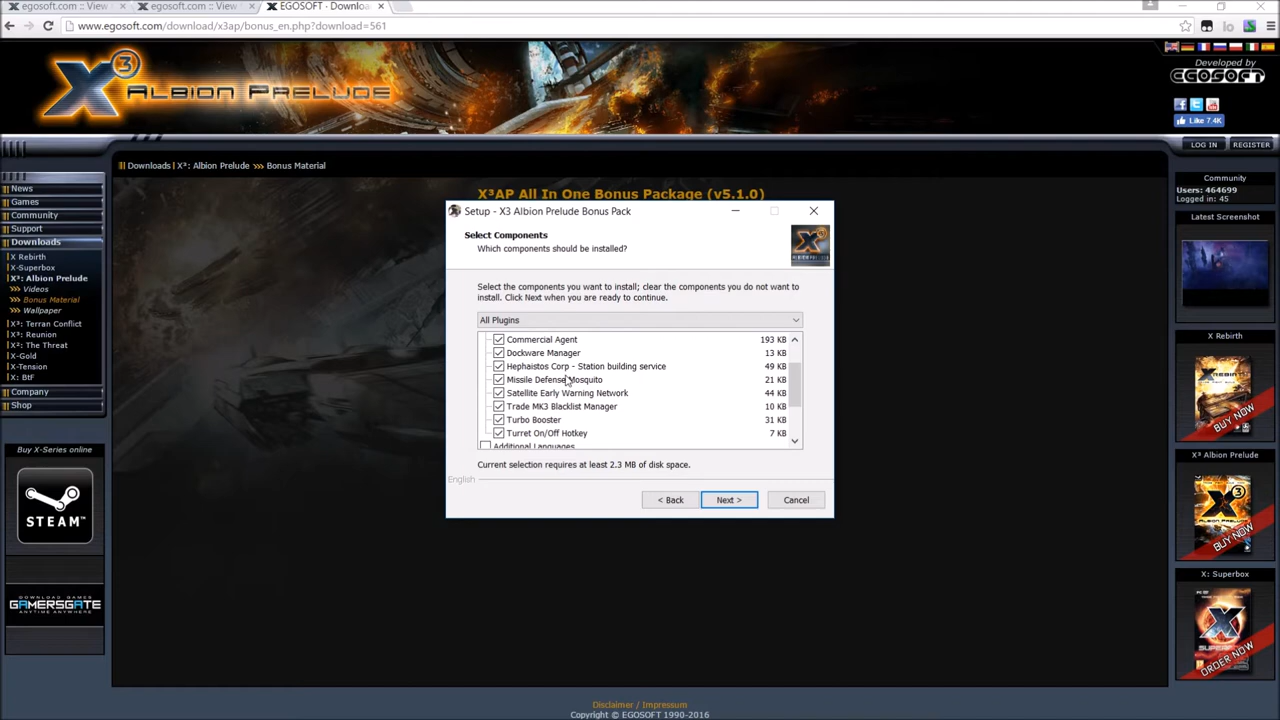 egosoft.com :: View
egosoft.com :: View
EGOSOFT - Downloa
www.egosoft.com/download/x3ap/bonus_en.php?download=561
X3 ALBION PRELUDE
Developed by
EGOSOFT
Like 7.4K
LOG IN
REGISTER
Downloads
X³: Albion Prelude >>> Bonus Material
News
Games
Community
Support
Downloads
X Rebirth
X-Superbox
X³: Albion Prelude
>>> Videos
>>> Bonus Material
>>> Wallpaper
X³: Terran Conflict
X³: Reunion
X²: The Threat
X-Gold
X-Tension
X: BtF
Company
Shop
Buy X-Series online
STEAM™
DOWNLOAD GAMES
GAMERSGATE
ANYTIME ANYWHERE
X³AP All In One Bonus Package (v5.1.0)
Setup - X3 Albion Prelude Bonus Pack
Select Components
Which components should be installed?
Select the components you want to install; clear the components you do not want to
install. Click Next when you are ready to continue.
All Plugins
Commercial Agent 193 KB
Dockware Manager 13 KB
Hephaistos Corp - Station building service 49 KB
Missile Defense Mosquito 21 KB
Satellite Early Warning Network 44 KB
Trade MK3 Blacklist Manager 10 KB
Turbo Booster 31 KB
Turret On/Off Hotkey 7 KB
Additional Languages
Current selection requires at least 2.3 MB of disk space.
English
< Back
Next >
Cancel
Community
Users: 464699
Logged in: 45
Latest Screenshot
X Rebirth
BUY NOW
X³ Albion Prelude
BUY NOW
X: Superbox
ORDER NOW
Disclaimer / Impressum
Copyright © EGOSOFT 1990-2016